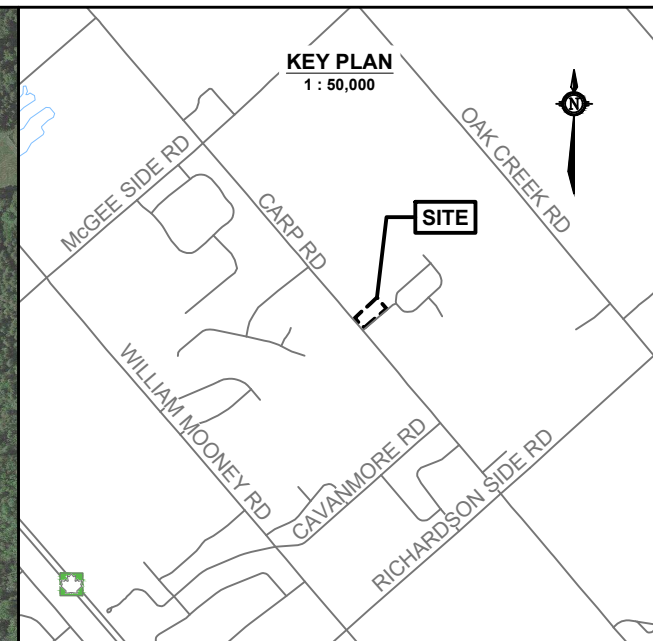 KEY PLAN
1 : 50,000
N
OAK CREEK RD
McGEE SIDE RD
CARP RD
SITE
WILLIAM MOONEY RD
CAVANMORE RD
RICHARDSON SIDE RD